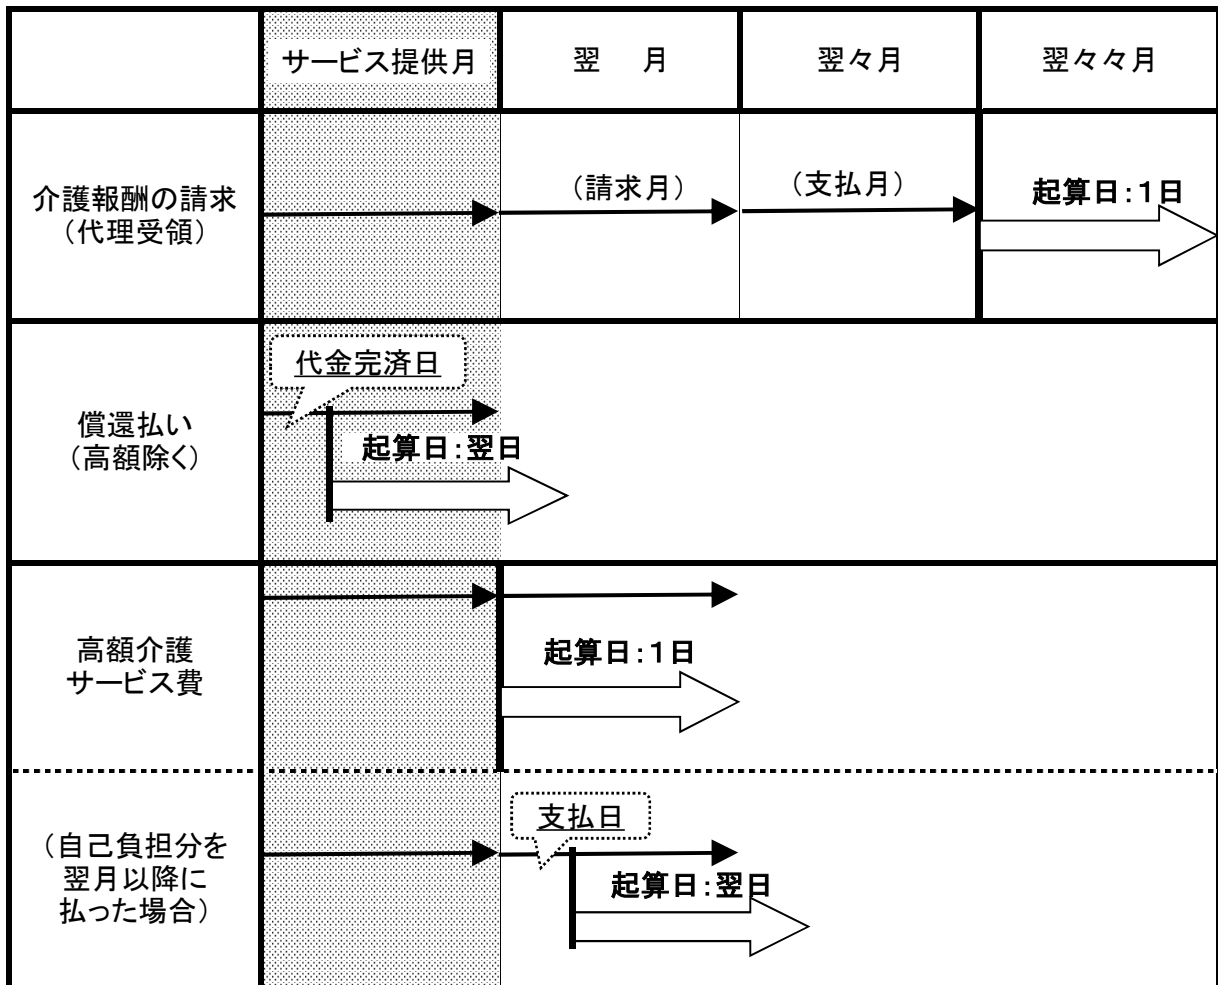 サービス提供月
翌　月
翌々月
翌々々月
介護報酬の請求
（代理受領）
（請求月）
（支払月）
起算日：１日
償還払い
（高額除く）
代金完済日
起算日：翌日
高額介護
サービス費
起算日：１日
（自己負担分を
翌月以降に
払った場合）
支払日
起算日：翌日